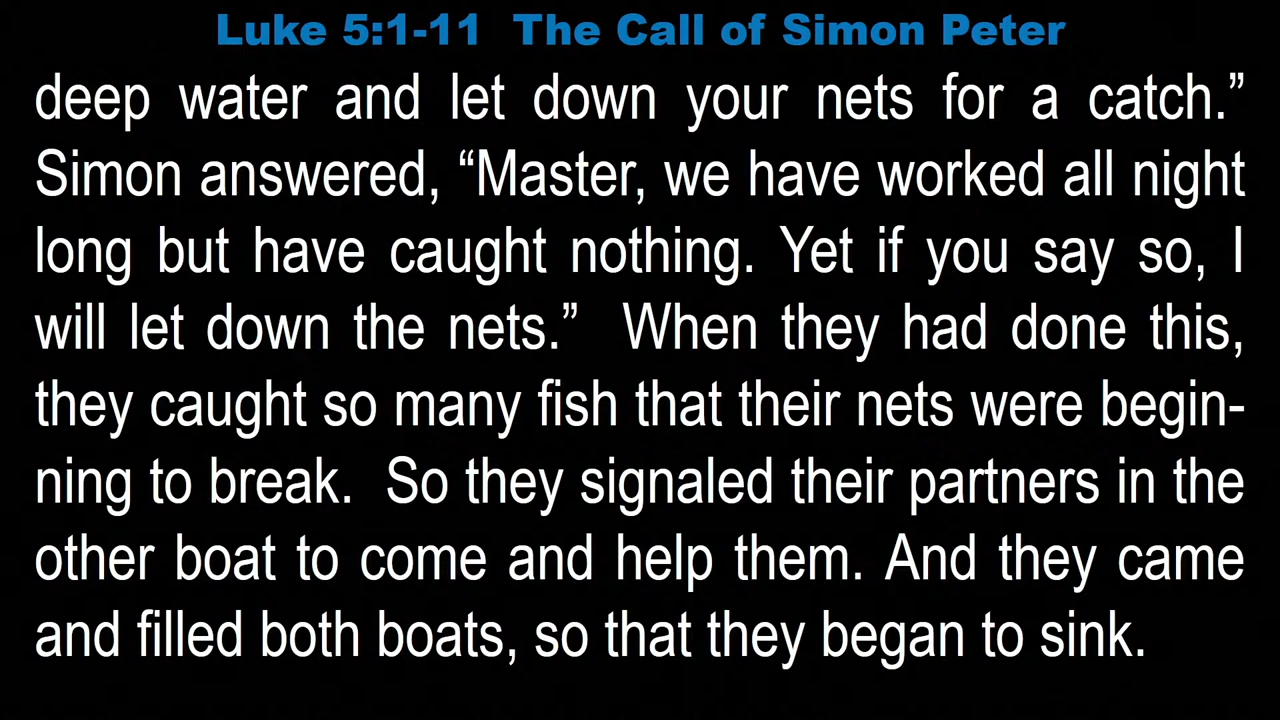 Luke 5:1-11  The Call of Simon Peter
deep water and let down your nets for a catch.”
Simon answered, “Master, we have worked all night
long but have caught nothing. Yet if you say so, I
will let down the nets.”  When they had done this,
they caught so many fish that their nets were begin-
ning to break.  So they signaled their partners in the
other boat to come and help them. And they came
and filled both boats, so that they began to sink.